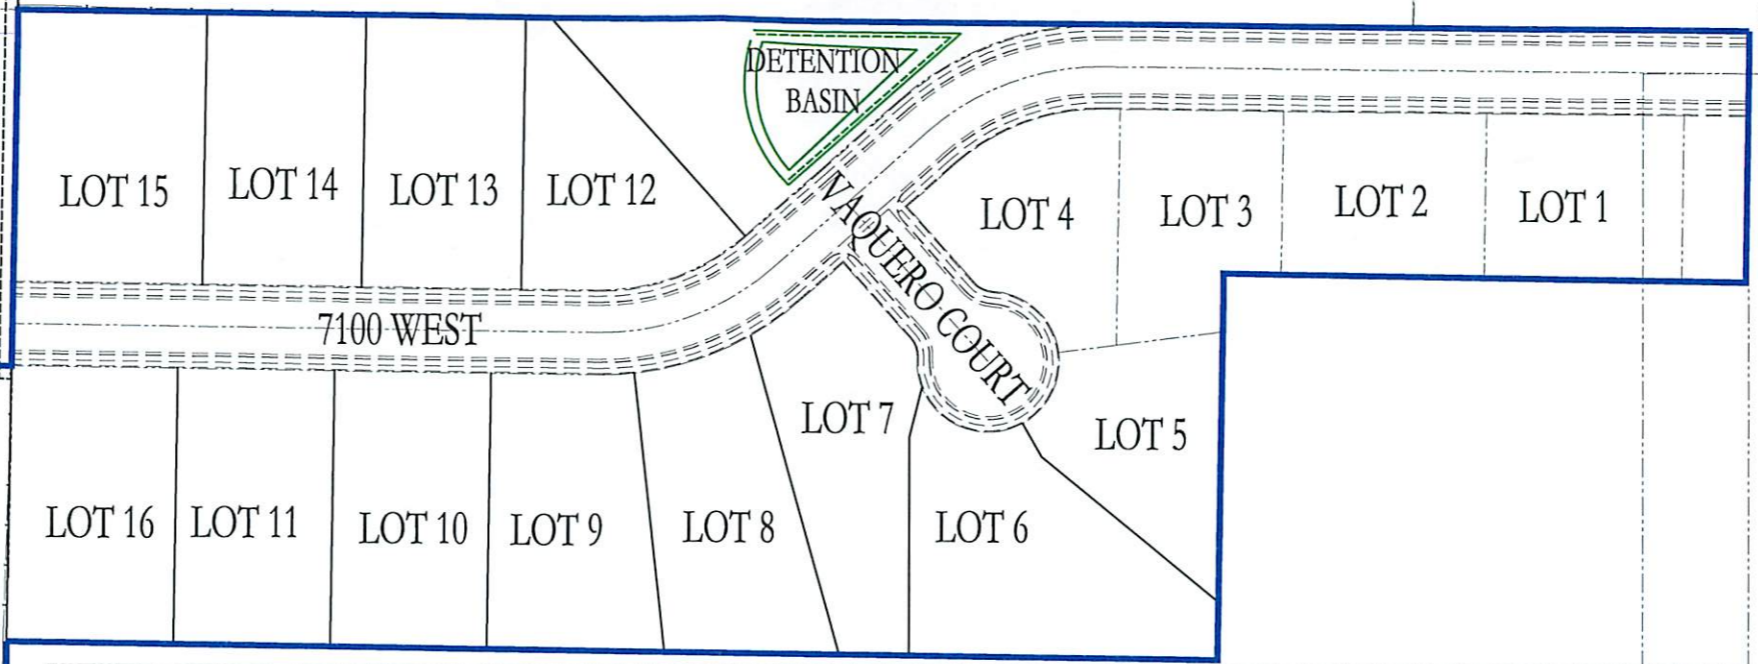 DETENTION
BASIN
LOT 15
LOT 14
LOT 13
LOT 12
VAQUERO COURT
LOT 4
LOT 3
LOT 2
LOT 1
7100 WEST
LOT 7
LOT 5
LOT 16
LOT 11
LOT 10
LOT 9
LOT 8
LOT 6